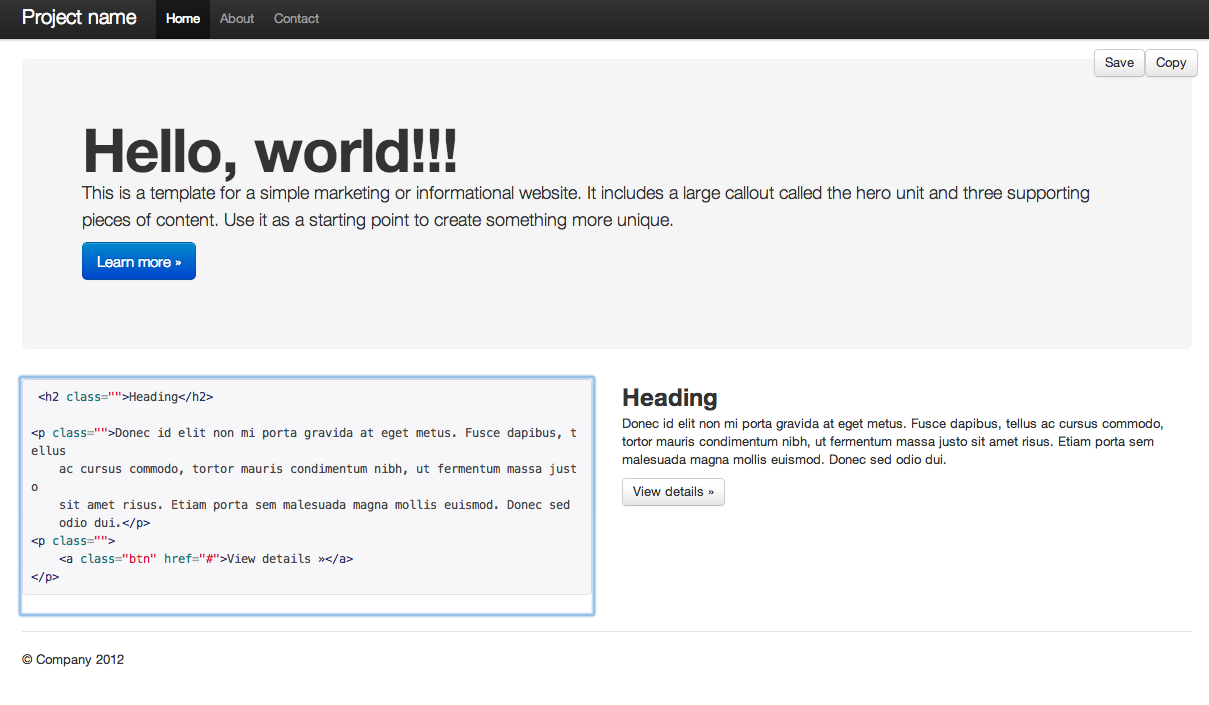 Project name Home About Contact
Save Copy
Hello, world!!!
This is a template for a simple marketing or informational website. It includes a large callout called the hero unit and three supporting
pieces of content. Use it as a starting point to create something more unique.
Learn more »
<h2 class="">Heading</h2>
<p class="">Donec id elit non mi porta gravida at eget metus. Fusce dapibus, t
ellus
ac cursus commodo, tortor mauris condimentum nibh, ut fermentum massa just
o
sit amet risus. Etiam porta sem malesuada magna mollis euismod. Donec sed
odio dui.</p>
<p class="">
<a class="btn" href="#">View details »</a>
</p>
Heading
Donec id elit non mi porta gravida at eget metus. Fusce dapibus, tellus ac cursus commodo,
tortor mauris condimentum nibh, ut fermentum massa justo sit amet risus. Etiam porta sem
malesuada magna mollis euismod. Donec sed odio dui.
View details »
© Company 2012